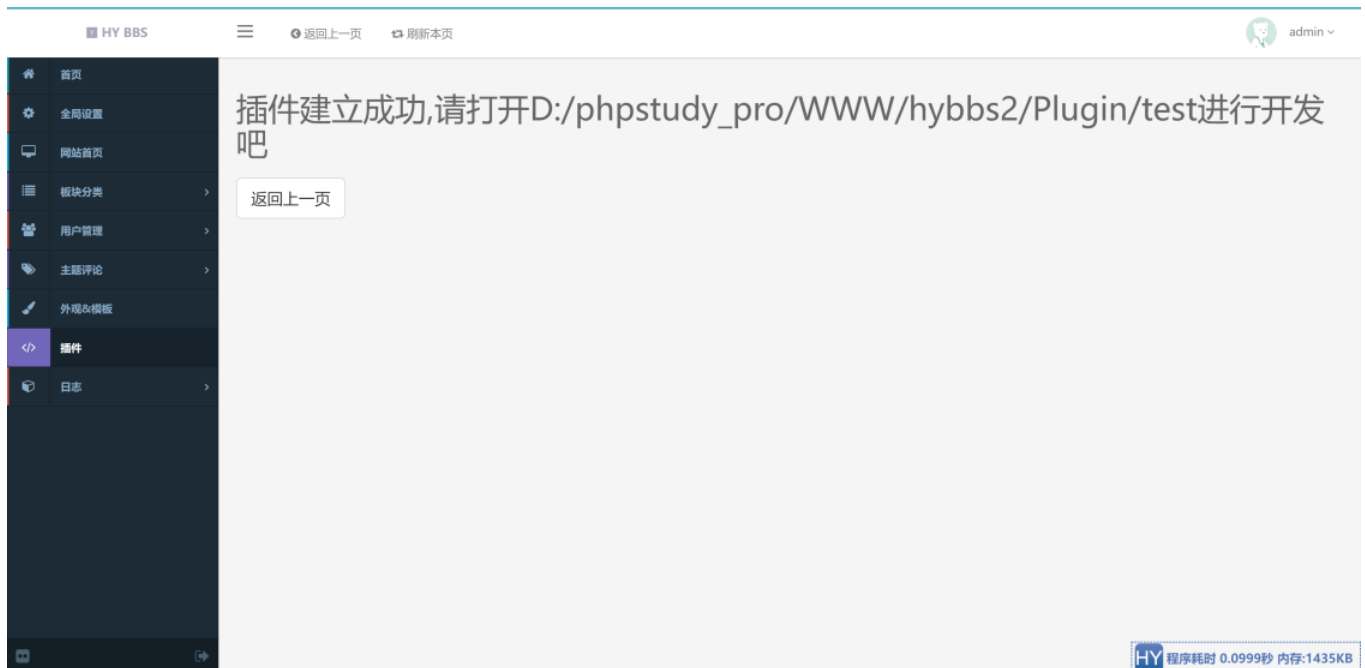 HY BBS
返回上一页 刷新本页
admin
首页
全局设置
网站首页
板块分类
用户管理
主题评论
外观&模板
插件
日志
插件建立成功,请打开D:/phpstudy_pro/WWW/hybbs2/Plugin/test进行开发
吧
返回上一页
HY 程序耗时 0.0999秒 内存:1435KB